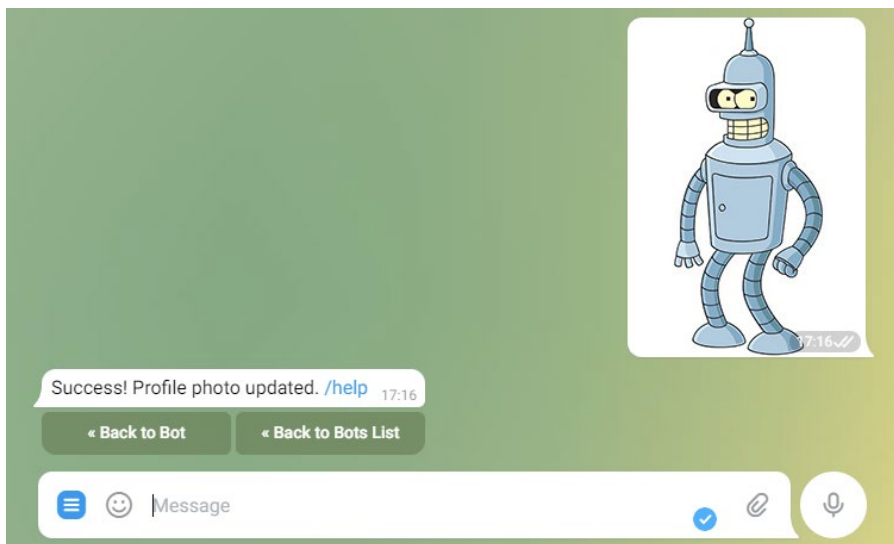 17:16
Success! Profile photo updated. /help 17:16
« Back to Bot
« Back to Bots List
Message